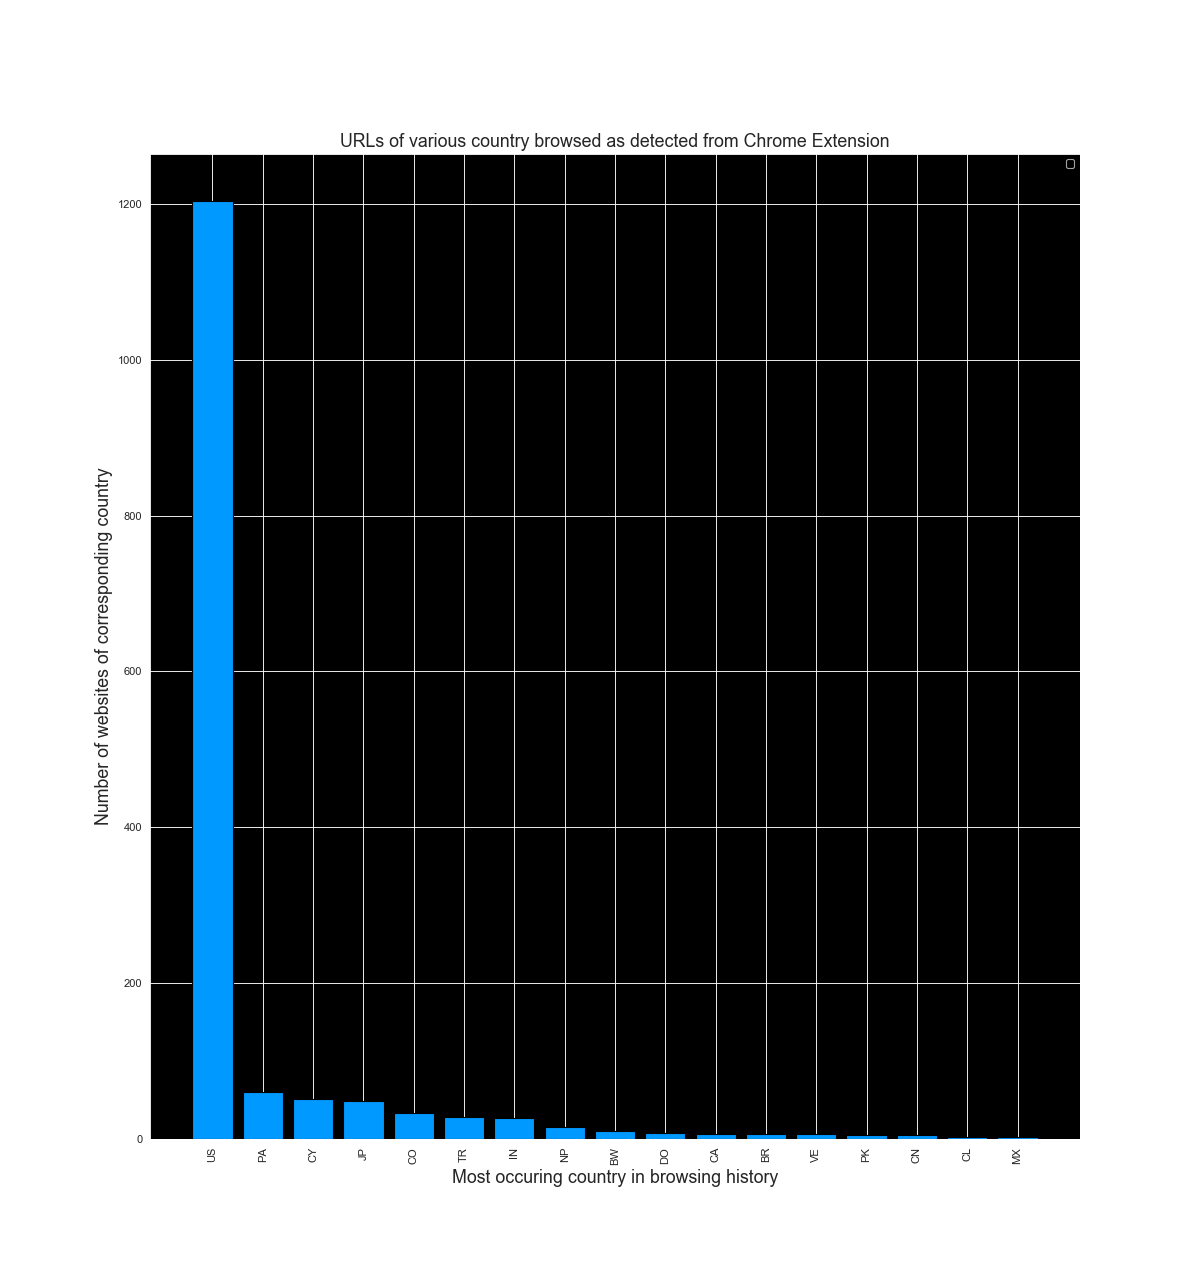 URLs of various country browsed as detected from Chrome Extension
Number of websites of corresponding country
1200
1000
800
600
400
200
0
US PA CY JP CO TR IN NP BW DO CA BR VE PK CN CL MX
Most occuring country in browsing history